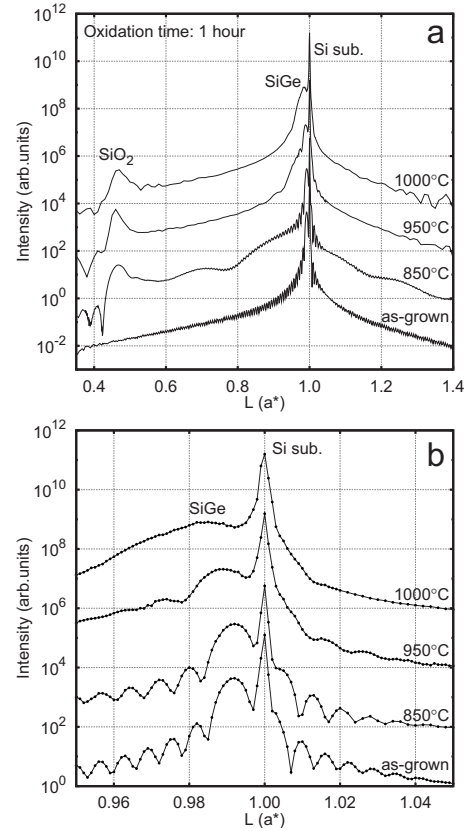 10^12
Oxidation time: 1 hour
a
Si sub.
10^10
SiGe
10^8
SiO2
10^6
10^4
1000°C
950°C
10^2
850°C
10^0
as-grown
10^-2
Intensity (arb.units)
0.4 0.6 0.8 1.0 1.2 1.4
L (a*)
10^12
b
Si sub.
10^10
SiGe
10^8
10^6
1000°C
950°C
10^4
850°C
10^2
as-grown
10^0
Intensity (arb.units)
0.96 0.98 1.00 1.02 1.04
L (a*)